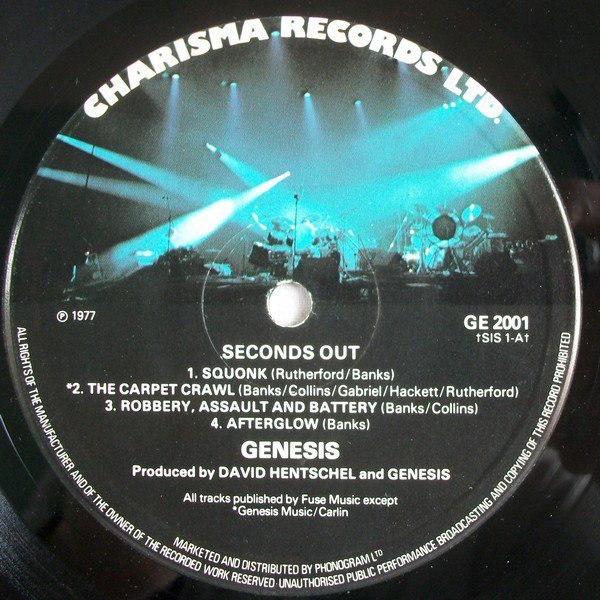 CHARISMA RECORDS LTD.
℗ 1977
GE 2001
†SIS 1-A†
SECONDS OUT
1. SQUONK (Rutherford/Banks)
*2. THE CARPET CRAWL (Banks/Collins/Gabriel/Hackett/Rutherford)
3. ROBBERY, ASSAULT AND BATTERY (Banks/Collins)
4. AFTERGLOW (Banks)
GENESIS
Produced by DAVID HENTSCHEL and GENESIS
All tracks published by Fuse Music except
*Genesis Music/Carlin
MARKETED AND DISTRIBUTED BY PHONOGRAM LTD
ALL RIGHTS OF THE MANUFACTURER AND OF THE OWNER OF THE RECORDED WORK RESERVED · UNAUTHORISED PUBLIC PERFORMANCE BROADCASTING AND COPYING OF THIS RECORD PROHIBITED